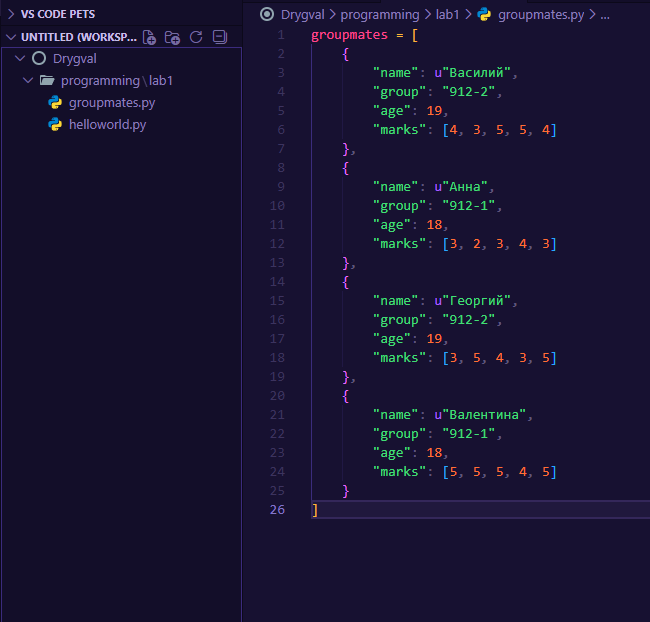 VS CODE PETS
UNTITLED (WORKSP...
Drygval
programming\lab1
groupmates.py
helloworld.py
Drygval > programming > lab1 > groupmates.py > ...
1 groupmates = [
2 {
3 "name": u"Василий",
4 "group": "912-2",
5 "age": 19,
6 "marks": [4, 3, 5, 5, 4]
7 },
8 {
9 "name": u"Анна",
10 "group": "912-1",
11 "age": 18,
12 "marks": [3, 2, 3, 4, 3]
13 },
14 {
15 "name": u"Георгий",
16 "group": "912-2",
17 "age": 19,
18 "marks": [3, 5, 4, 3, 5]
19 },
20 {
21 "name": u"Валентина",
22 "group": "912-1",
23 "age": 18,
24 "marks": [5, 5, 5, 4, 5]
25 }
26 ]